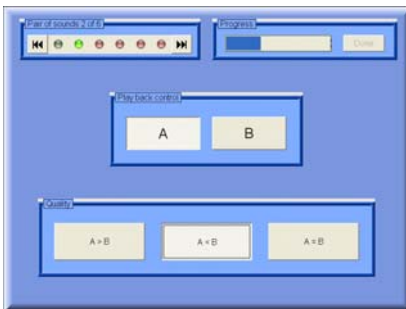 Pair of sounds 2 of 6
Progress
Done
Play back control
A
B
Quality
A > B
A < B
A = B